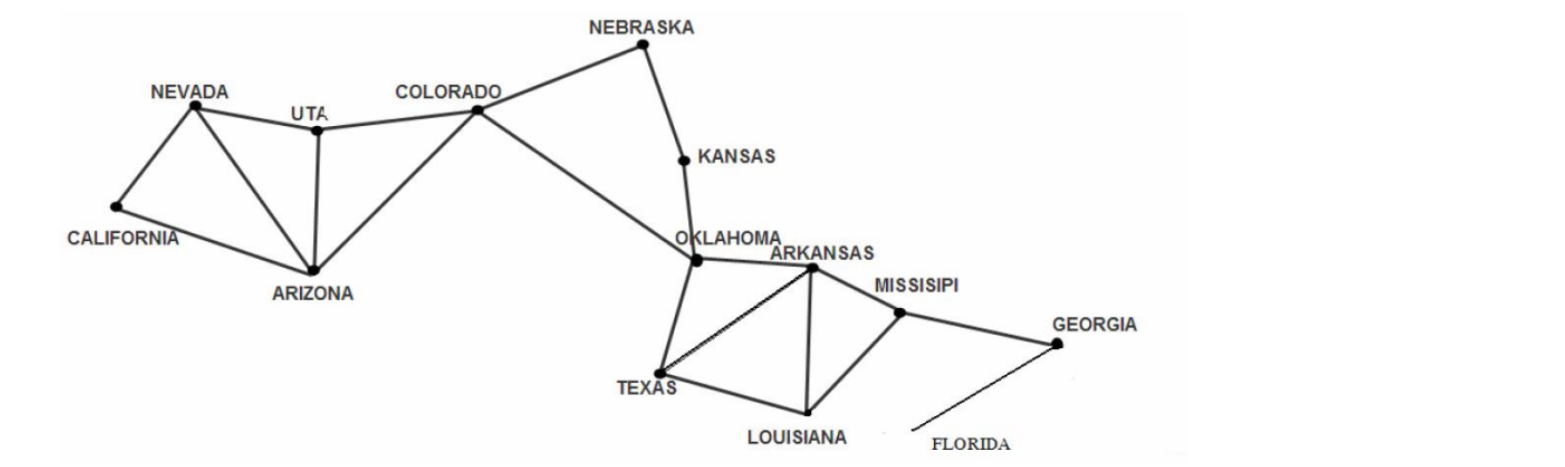 NEBRASKA
NEVADA
COLORADO
UTA
KANSAS
CALIFORNIA
OKLAHOMA
ARKANSAS
MISSISIPI
ARIZONA
GEORGIA
TEXAS
LOUISIANA
FLORIDA